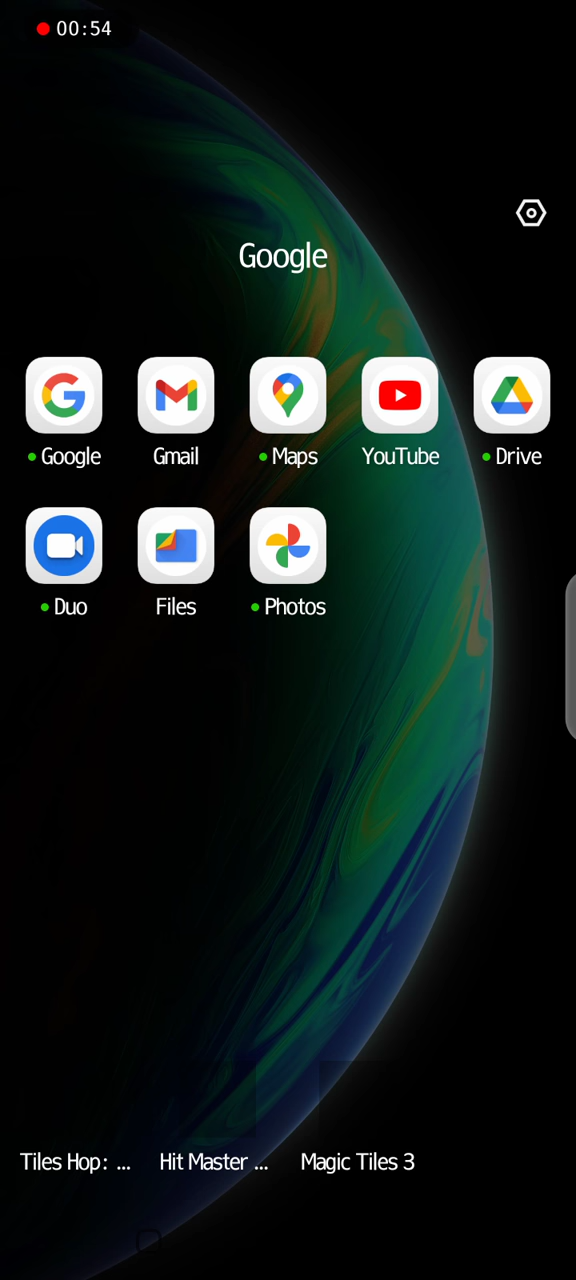 00:54
Google
Google Gmail Maps YouTube Drive
Duo Files Photos
Tiles Hop: ... Hit Master ... Magic Tiles 3